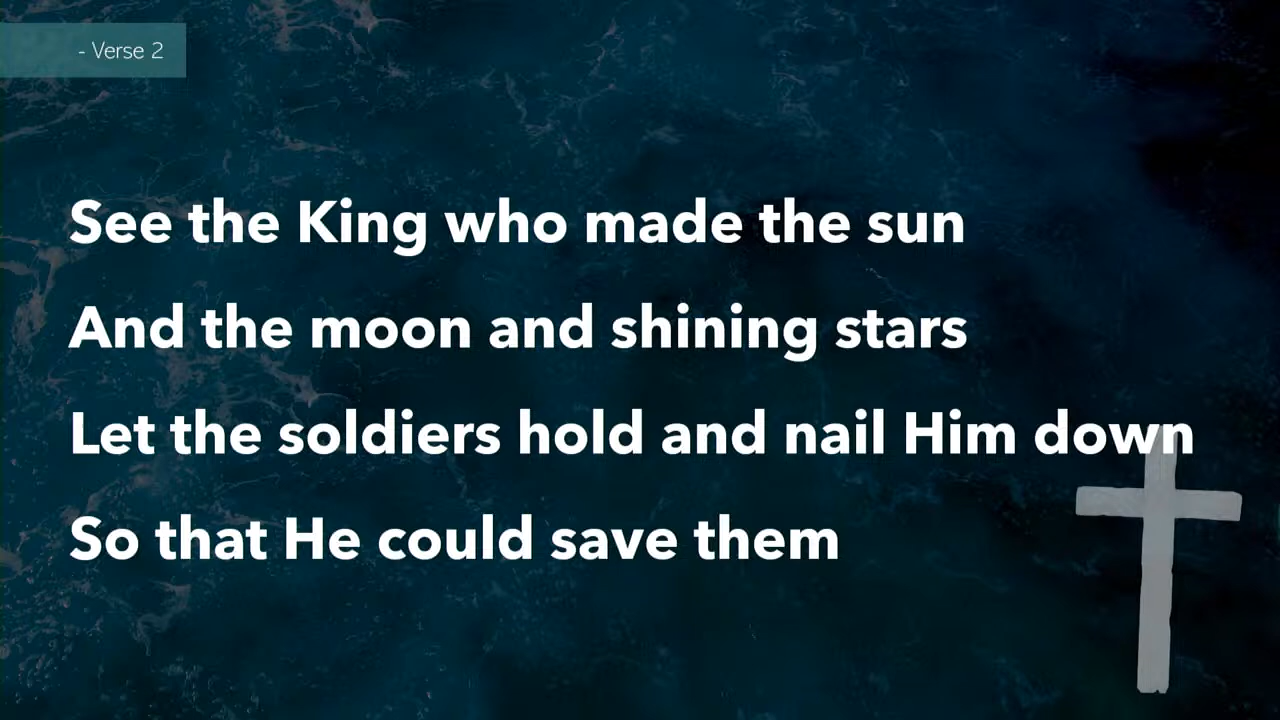 - Verse 2
See the King who made the sun
And the moon and shining stars
Let the soldiers hold and nail Him down
So that He could save them